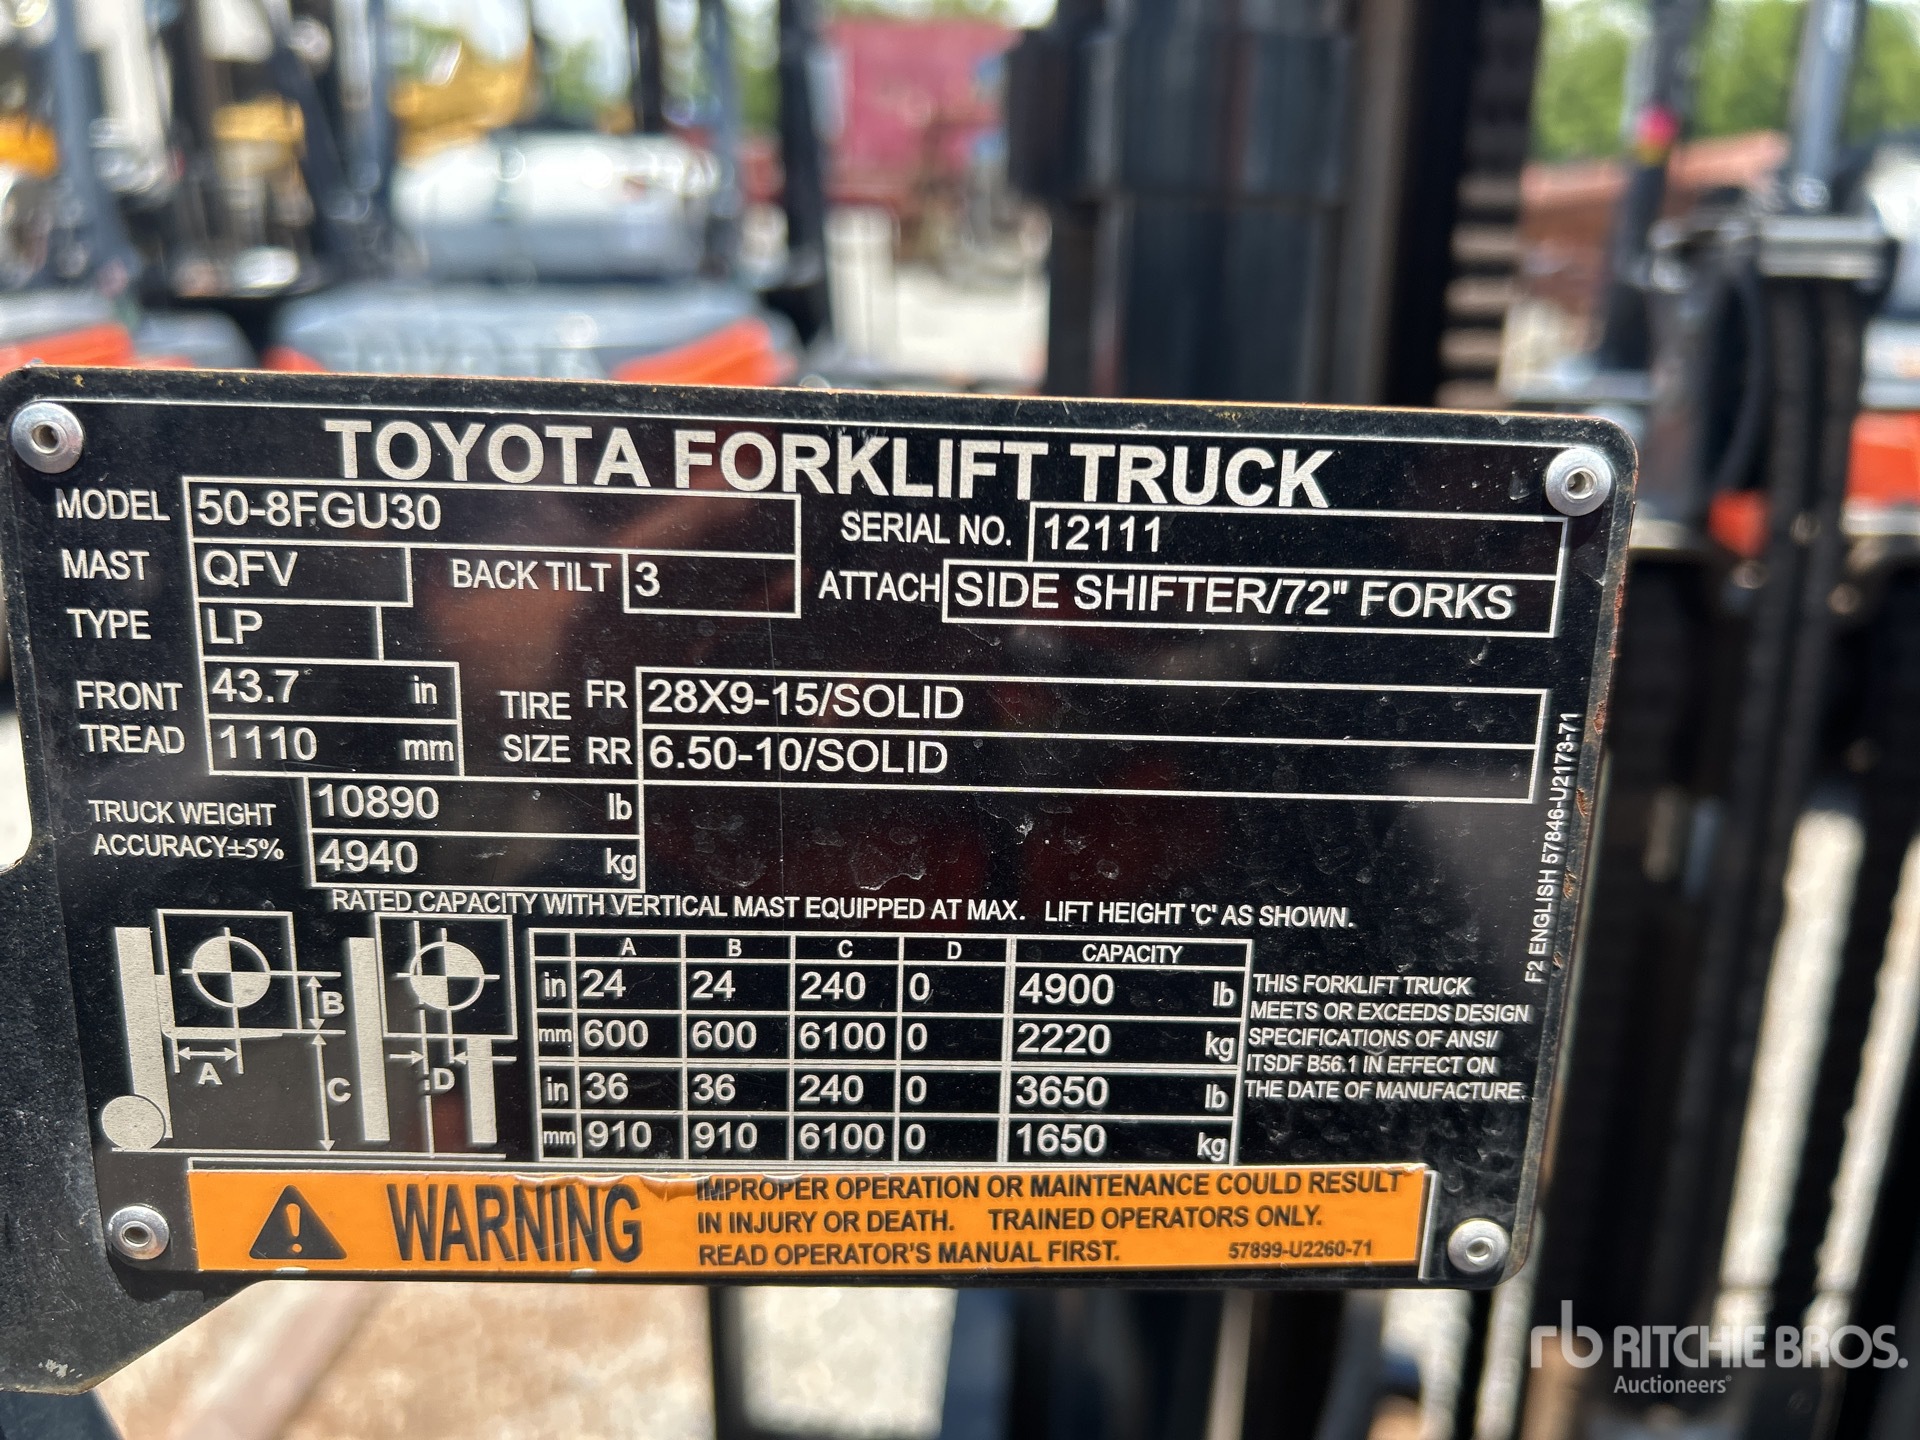 TOYOTA FORKLIFT TRUCK
MODEL 50-8FGU30
SERIAL NO. 12111
MAST QFV BACK TILT 3
ATTACH SIDE SHIFTER/72" FORKS
TYPE LP
FRONT TREAD 43.7 in
1110 mm
TIRE SIZE FR 28X9-15/SOLID
RR 6.50-10/SOLID
TRUCK WEIGHT 10890 lb
ACCURACY±5% 4940 kg
RATED CAPACITY WITH VERTICAL MAST EQUIPPED AT MAX. LIFT HEIGHT 'C' AS SHOWN.
A B C D CAPACITY
in 24 24 240 0 4900 lb
mm 600 600 6100 0 2220 kg
in 36 36 240 0 3650 lb
mm 910 910 6100 0 1650 kg
B
A
C
D
THIS FORKLIFT TRUCK
MEETS OR EXCEEDS DESIGN
SPECIFICATIONS OF ANSI/
ITSDF B56.1 IN EFFECT ON
THE DATE OF MANUFACTURE.
F2 ENGLISH 57846-U2173-71
WARNING
IMPROPER OPERATION OR MAINTENANCE COULD RESULT
IN INJURY OR DEATH. TRAINED OPERATORS ONLY.
READ OPERATOR'S MANUAL FIRST. 57899-U2260-71
rb RITCHIE BROS.
Auctioneers